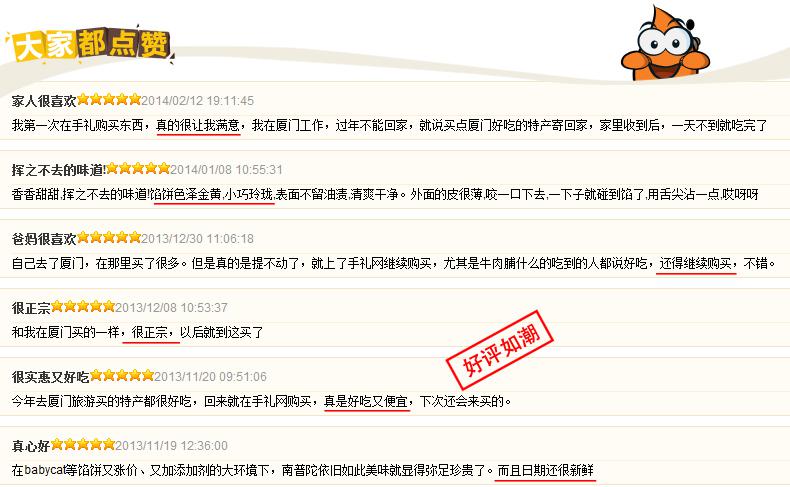 大家都点赞
家人很喜欢 2014/02/12 19:11:45
我第一次在手礼购买东西，真的很让我满意，我在厦门工作，过年不能回家，就说买点厦门好吃的特产寄回家，家里收到后，一天不到就吃完了
挥之不去的味道! 2014/01/08 10:55:31
香香甜甜,挥之不去的味道!馅饼色泽金黄,小巧玲珑,表面不留油渍,清爽干净。外面的皮很薄,咬一口下去,一下子就碰到馅了,用舌尖沾一点,哎呀呀
爸妈很喜欢 2013/12/30 11:06:18
自己去了厦门，在那里买了很多。但是真的是提不动了，就上了手礼网继续购买，尤其是牛肉脯什么的吃到的人都说好吃，还得继续购买，不错。
很正宗 2013/12/08 10:53:37
和我在厦门买的一样，很正宗，以后就到这买了
好评如潮
很实惠又好吃 2013/11/20 09:51:06
今年去厦门旅游买的特产都很好吃，回来就在手礼网购买，真是好吃又便宜，下次还会来买的。
真心好 2013/11/19 12:36:00
在babycat等馅饼又涨价、又加添加剂的大环境下，南普陀依旧如此美味就显得弥足珍贵了。而且日期还很新鲜